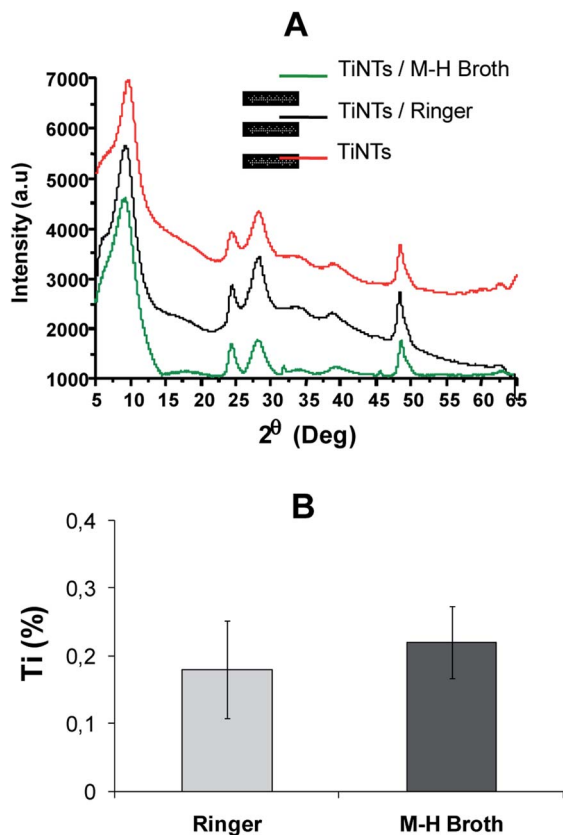 A
TiNTs / M-H Broth
TiNTs / Ringer
TiNTs
7000
6000
5000
4000
3000
2000
1000
Intensity (a.u)
5 10 15 20 25 30 35 40 45 50 55 60 65
2θ (Deg)
B
0,4
0,3
0,2
0,1
0
Ti (%)
Ringer M-H Broth